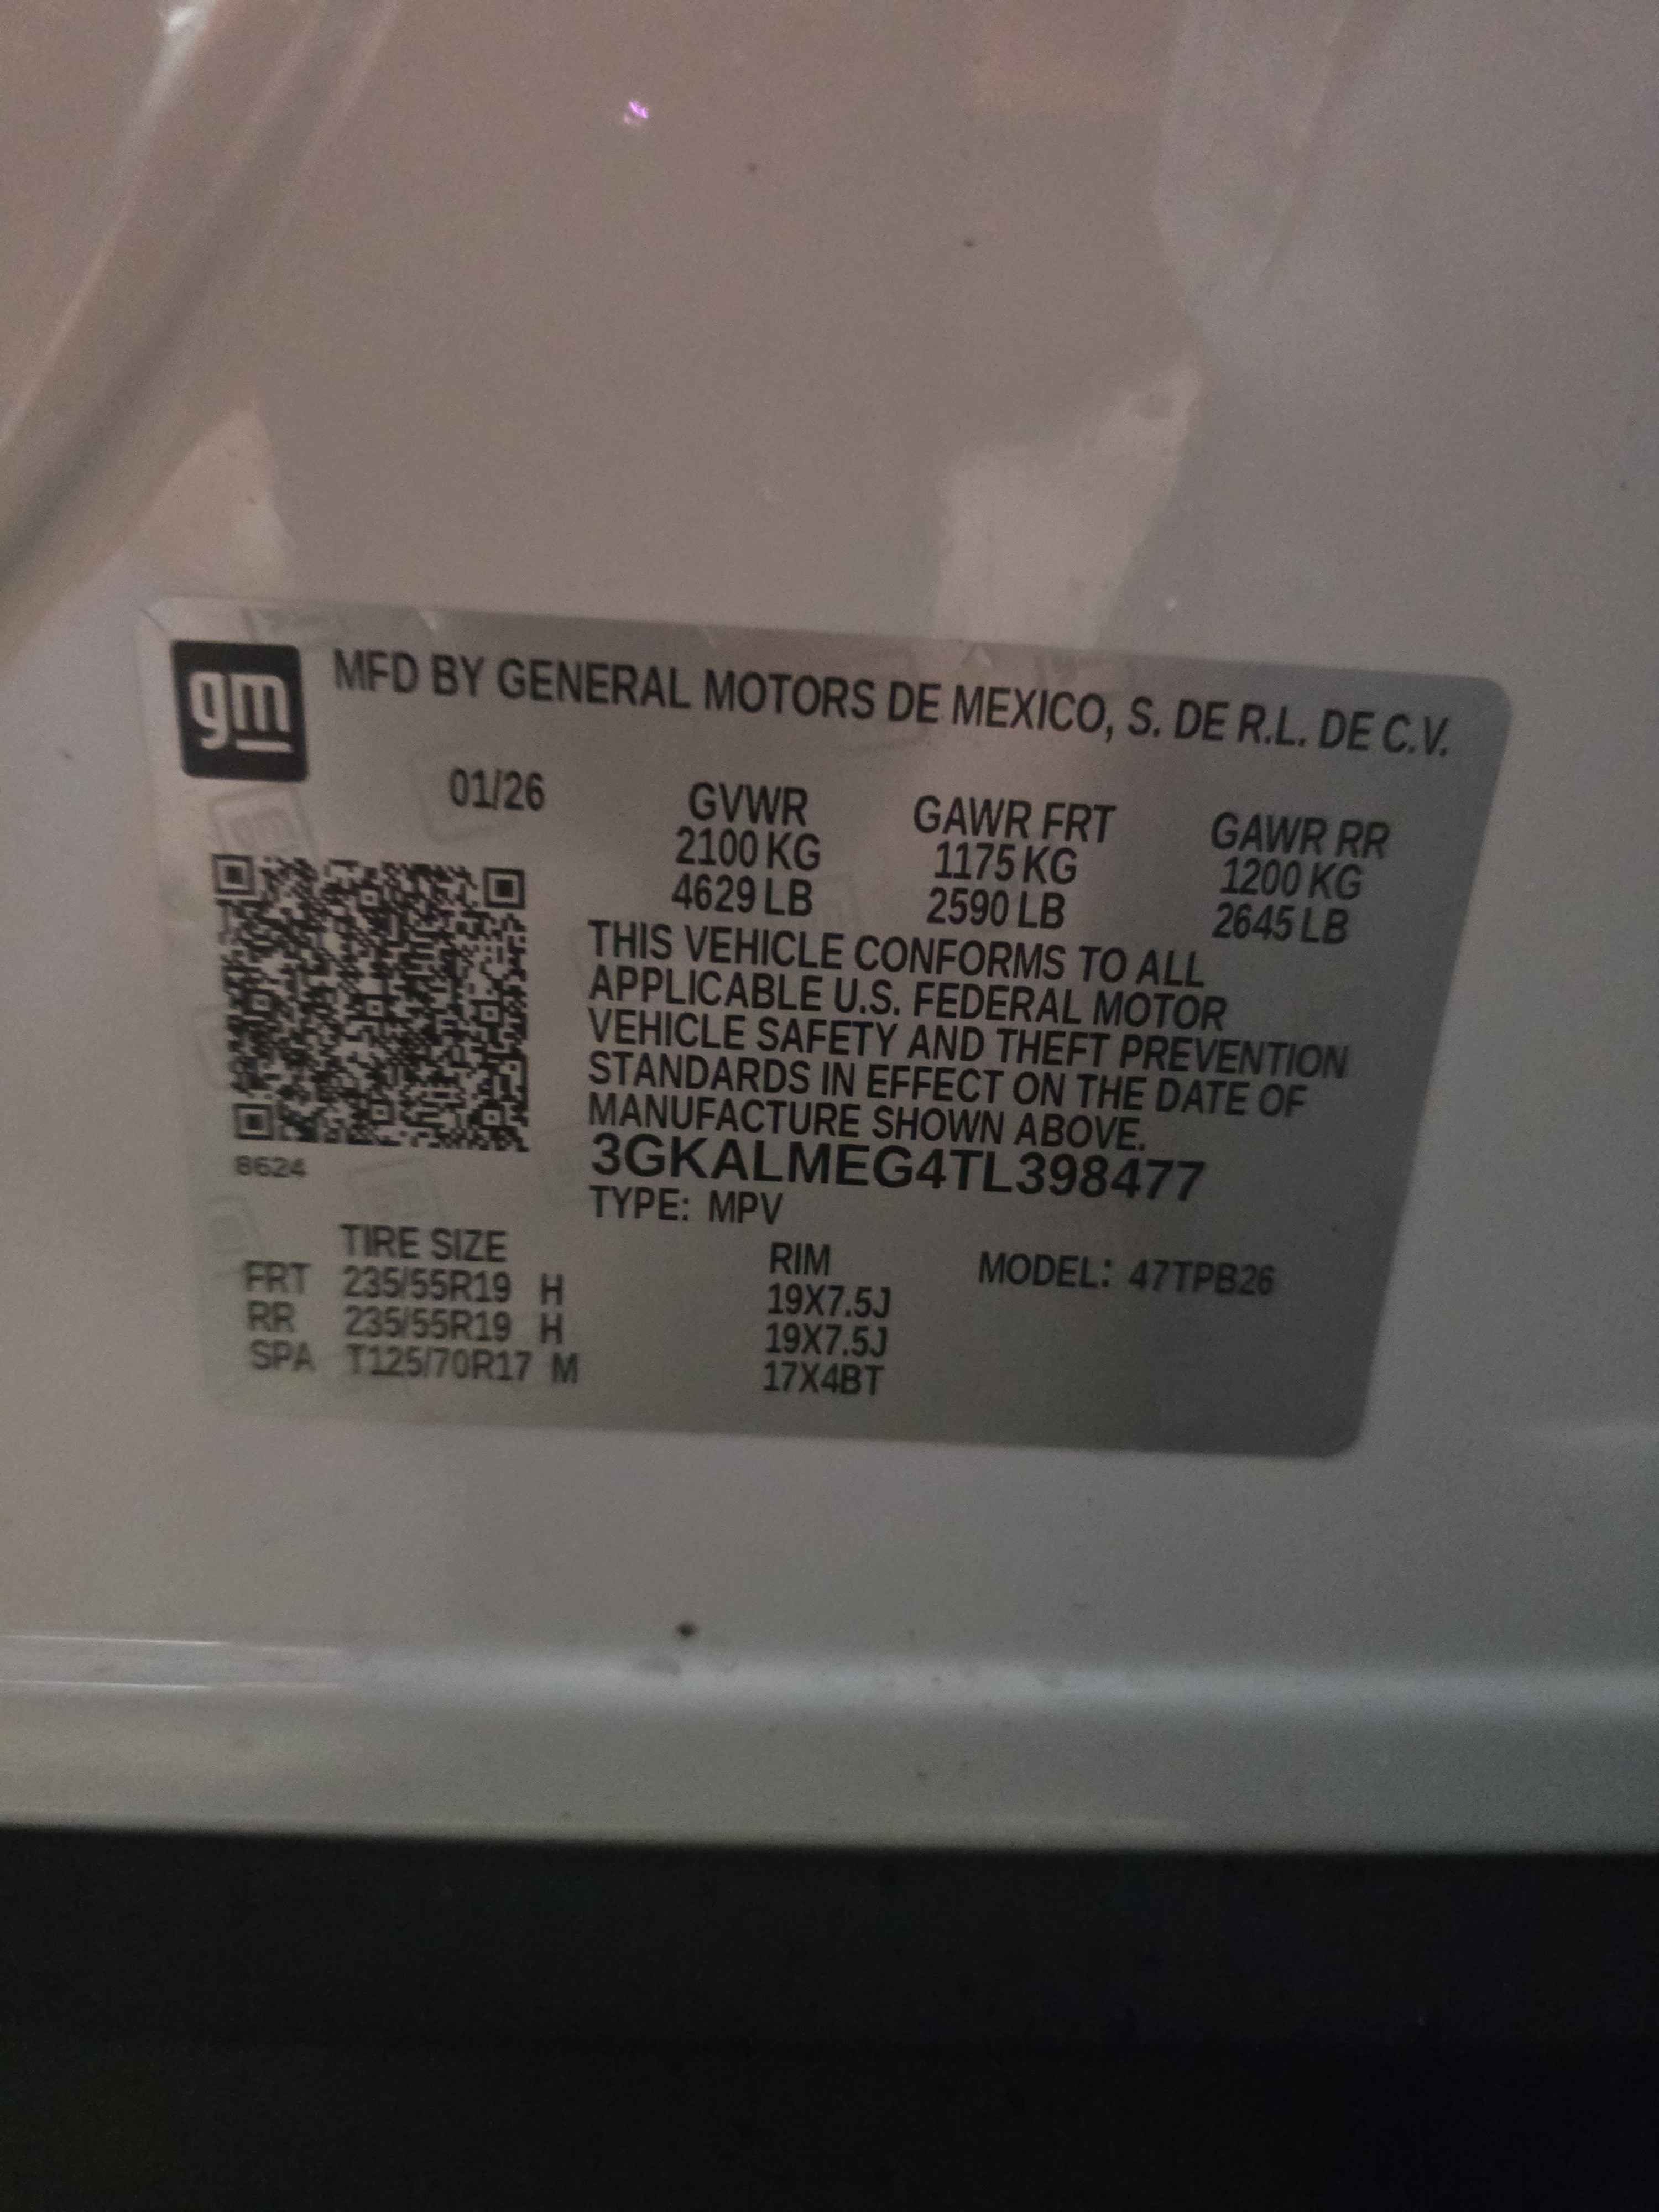 gm MFD BY GENERAL MOTORS DE MEXICO, S. DE R.L. DE C.V.
01/26 GVWR GAWR FRT GAWR RR
2100 KG 1175 KG 1200 KG
4629 LB 2590 LB 2645 LB
THIS VEHICLE CONFORMS TO ALL
APPLICABLE U.S. FEDERAL MOTOR
VEHICLE SAFETY AND THEFT PREVENTION
STANDARDS IN EFFECT ON THE DATE OF
MANUFACTURE SHOWN ABOVE.
8624 3GKALMEG4TL398477
TYPE: MPV
TIRE SIZE RIM MODEL: 47TPB26
FRT 235/55R19 H 19X7.5J
RR 235/55R19 H 19X7.5J
SPA T125/70R17 M 17X4BT